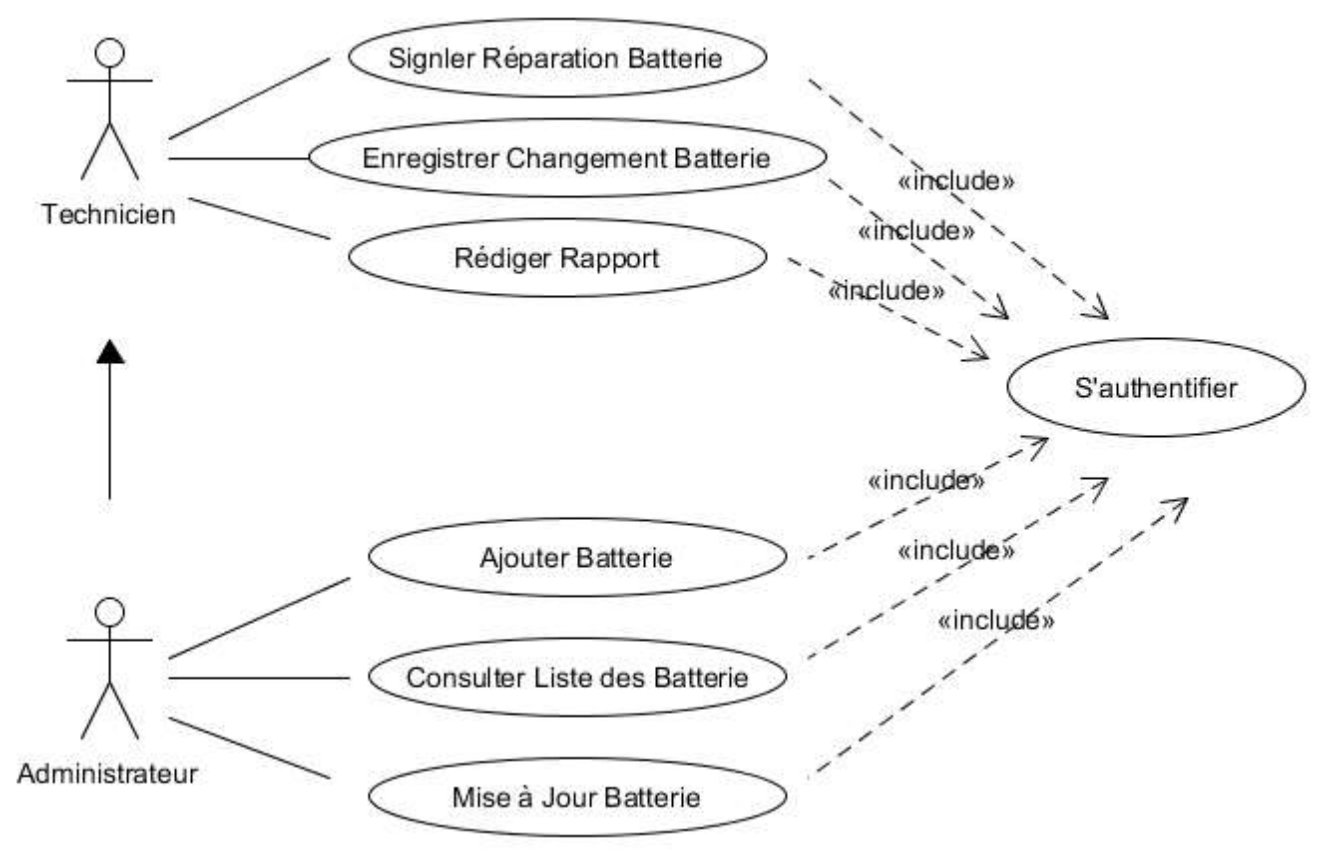 Signler Réparation Batterie
Enregistrer Changement Batterie
«include»
Technicien
«include»
Rédiger Rapport
«include»
S'authentifier
«include»
Ajouter Batterie
«include»
«include»
Consulter Liste des Batterie
Administrateur
Mise à Jour Batterie